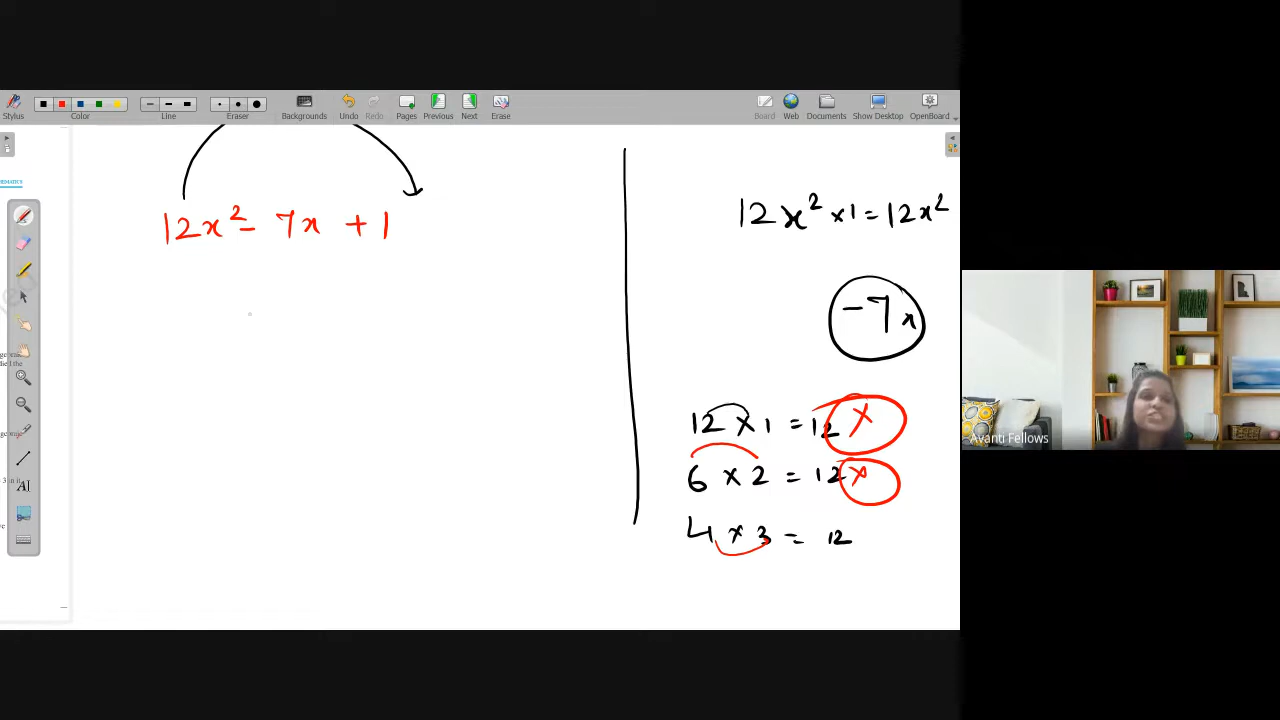 Stylus
Color
Line
Eraser
Backgrounds
Undo
Redo
Pages
Previous
Next
Erase
Board
Web
Documents
Show Desktop
OpenBoard
12x² - 7x + 1
12x² × 1 = 12x²
-7x
12 × 1 = 12 ×
6 × 2 = 12 ×
4 × 3 = 12
Avanti Fellows